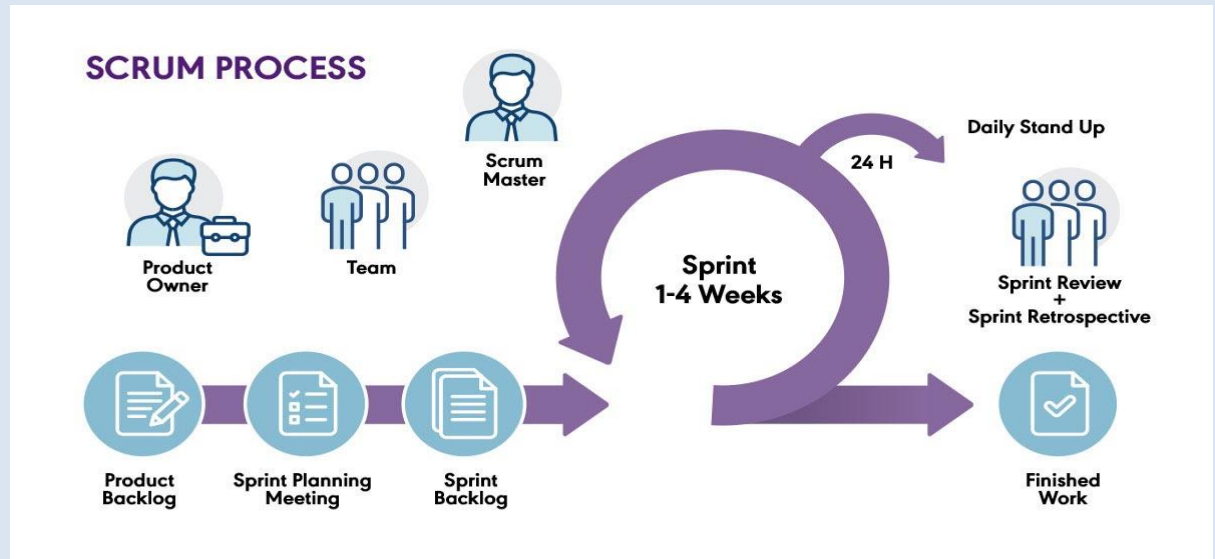 SCRUM PROCESS
Scrum
Master
Product
Owner
Team
Daily Stand Up
24 H
Sprint
1-4 Weeks
Sprint Review
+
Sprint Retrospective
Product
Backlog
Sprint Planning
Meeting
Sprint
Backlog
Finished
Work